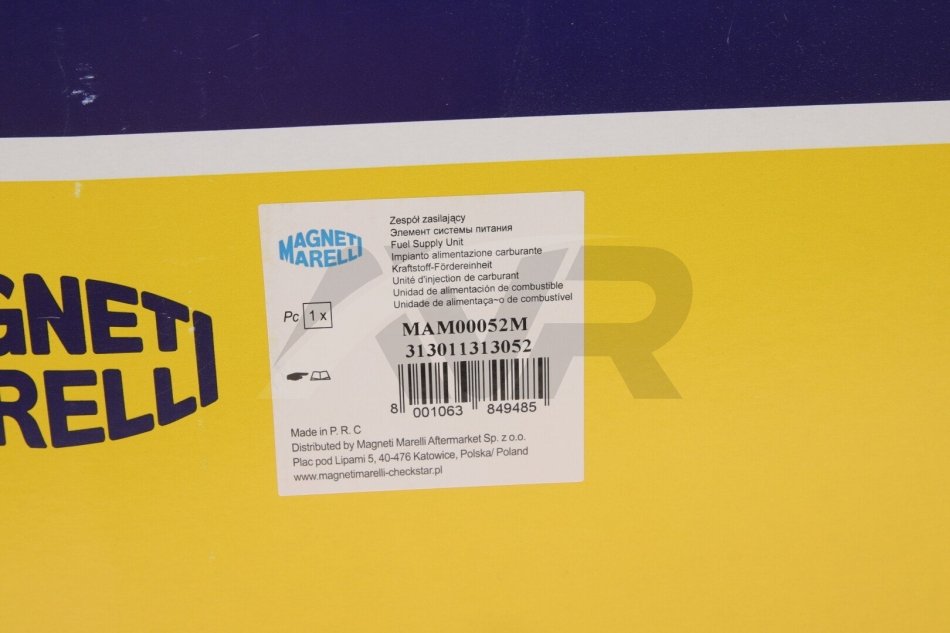 GNETI
ARELLI
MAGNETI
MARELLI
Zespół zasilający
Элемент системы питания
Fuel Supply Unit
Impianto alimentazione carburante
Kraftstoff-Fördereinheit
Unité d'injection de carburant
Unidad de alimentación de combustible
Unidade de alimentaça~o de combustível
Pc 1 x
MAM00052M
313011313052
8 001063 849485
Made in P. R. C
Distributed by Magneti Marelli Aftermarket Sp. z o.o.
Plac pod Lipami 5, 40-476 Katowice, Polska/ Poland
www.magnetimarelli-checkstar.pl